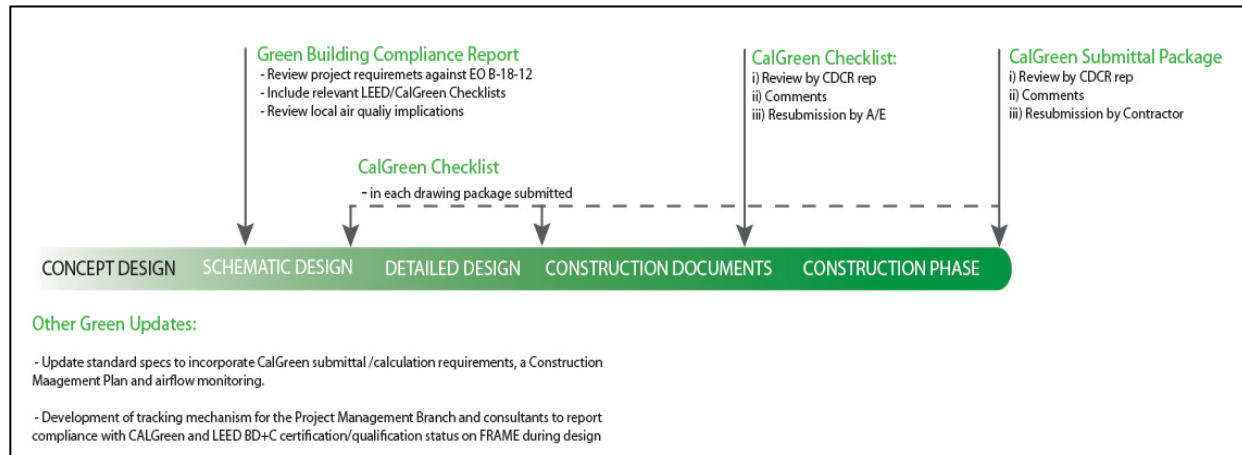 Green Building Compliance Report
- Review project requiremets against EO B-18-12
- Include relevant LEED/CalGreen Checklists
- Review local air qualiy implications
CalGreen Checklist:
i) Review by CDCR rep
ii) Comments
iii) Resubmission by A/E
CalGreen Submittal Package
i) Review by CDCR rep
ii) Comments
iii) Resubmission by Contractor
CalGreen Checklist
- in each drawing package submitted
CONCEPT DESIGN
SCHEMATIC DESIGN
DETAILED DESIGN
CONSTRUCTION DOCUMENTS
CONSTRUCTION PHASE
Other Green Updates:
- Update standard specs to incorporate CalGreen submittal /calculation requirements, a Construction
Maagement Plan and airflow monitoring.
- Development of tracking mechanism for the Project Management Branch and consultants to report
compliance with CALGreen and LEED BD+C certification/qualification status on FRAME during design